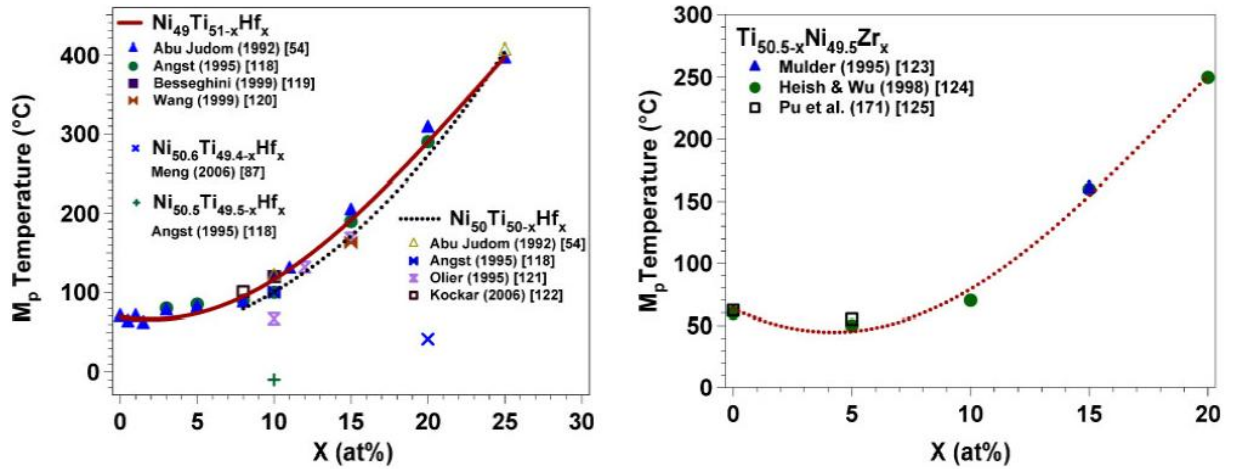 400
300
200
100
0
0
5
10
15
20
25
30
MpTemperature (°C)
X (at%)
Ni49Ti51-xHfx
Abu Judom (1992) [54]
Angst (1995) [118]
Besseghini (1999) [119]
Wang (1999) [120]
Ni50.6Ti49.4-xHfx
Meng (2006) [87]
Ni50.5Ti49.5-xHfx
Angst (1995) [118]
Ni50Ti50-xHfx
Abu Judom (1992) [54]
Angst (1995) [118]
Olier (1995) [121]
Kockar (2006) [122]
300
250
200
150
100
50
0
0
5
10
15
20
MpTemperature (°C)
X (at%)
Ti50.5-xNi49.5Zrx
Mulder (1995) [123]
Heish & Wu (1998) [124]
Pu et al. (171) [125]